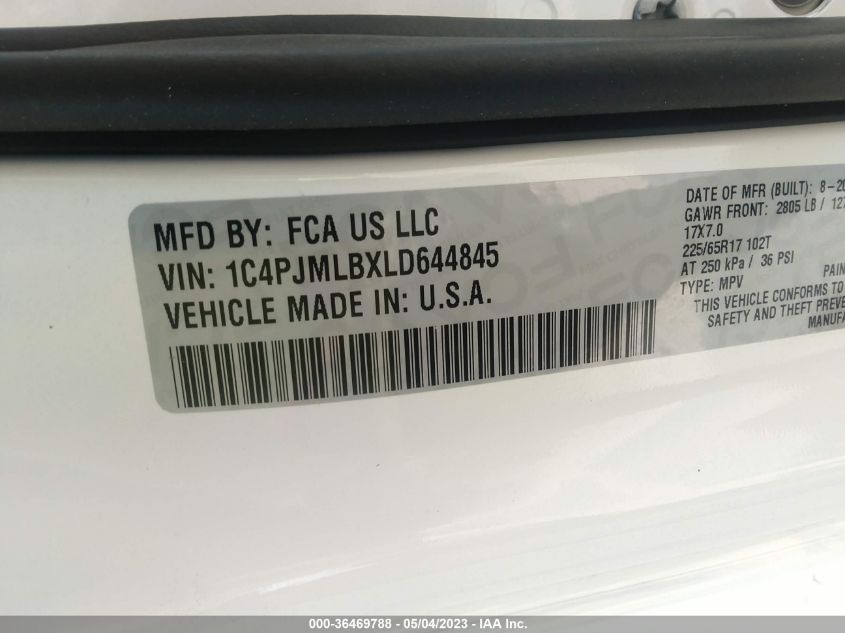 MFD BY: FCA US LLC
VIN: 1C4PJMLBXLD644845
VEHICLE MADE IN: U.S.A.
DATE OF MFR (BUILT): 8-20
GAWR FRONT: 2805 LB / 127
17X7.0
225/65R17 102T
AT 250 kPa / 36 PSI
TYPE: MPV
PAIN
THIS VEHICLE CONFORMS TO
SAFETY AND THEFT PREVE
MANUFA
000-36469788 - 05/04/2023 - IAA Inc.